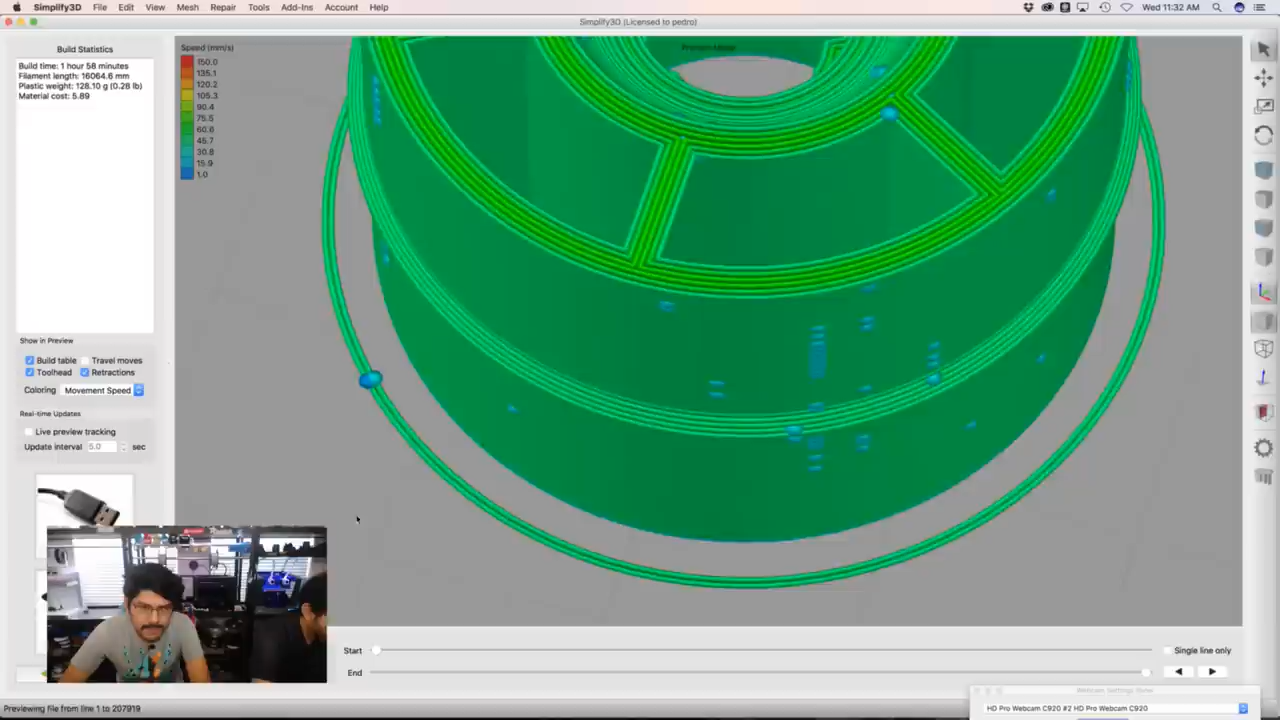 Simplify3D File Edit View Mesh Repair Tools Add-Ins Account Help Wed 11:32 AM
Simplify3D (Licensed to pedro)
Build Statistics
Build time: 1 hour 58 minutes
Filament length: 16064.6 mm
Plastic weight: 128.10 g (0.28 lb)
Material cost: 5.89
Speed (mm/s)
150.0
135.1
120.2
105.3
90.4
75.5
60.6
45.7
30.8
15.9
1.0
Preview Mode
Show in Preview
Build table Travel moves
Toolhead Retractions
Coloring Movement Speed
Real-time Updates
Live preview tracking
Update interval 5.0 sec
Start
Single line only
End
Previewing file from line 1 to 207919
HD Pro Webcam C920 #2 HD Pro Webcam C920